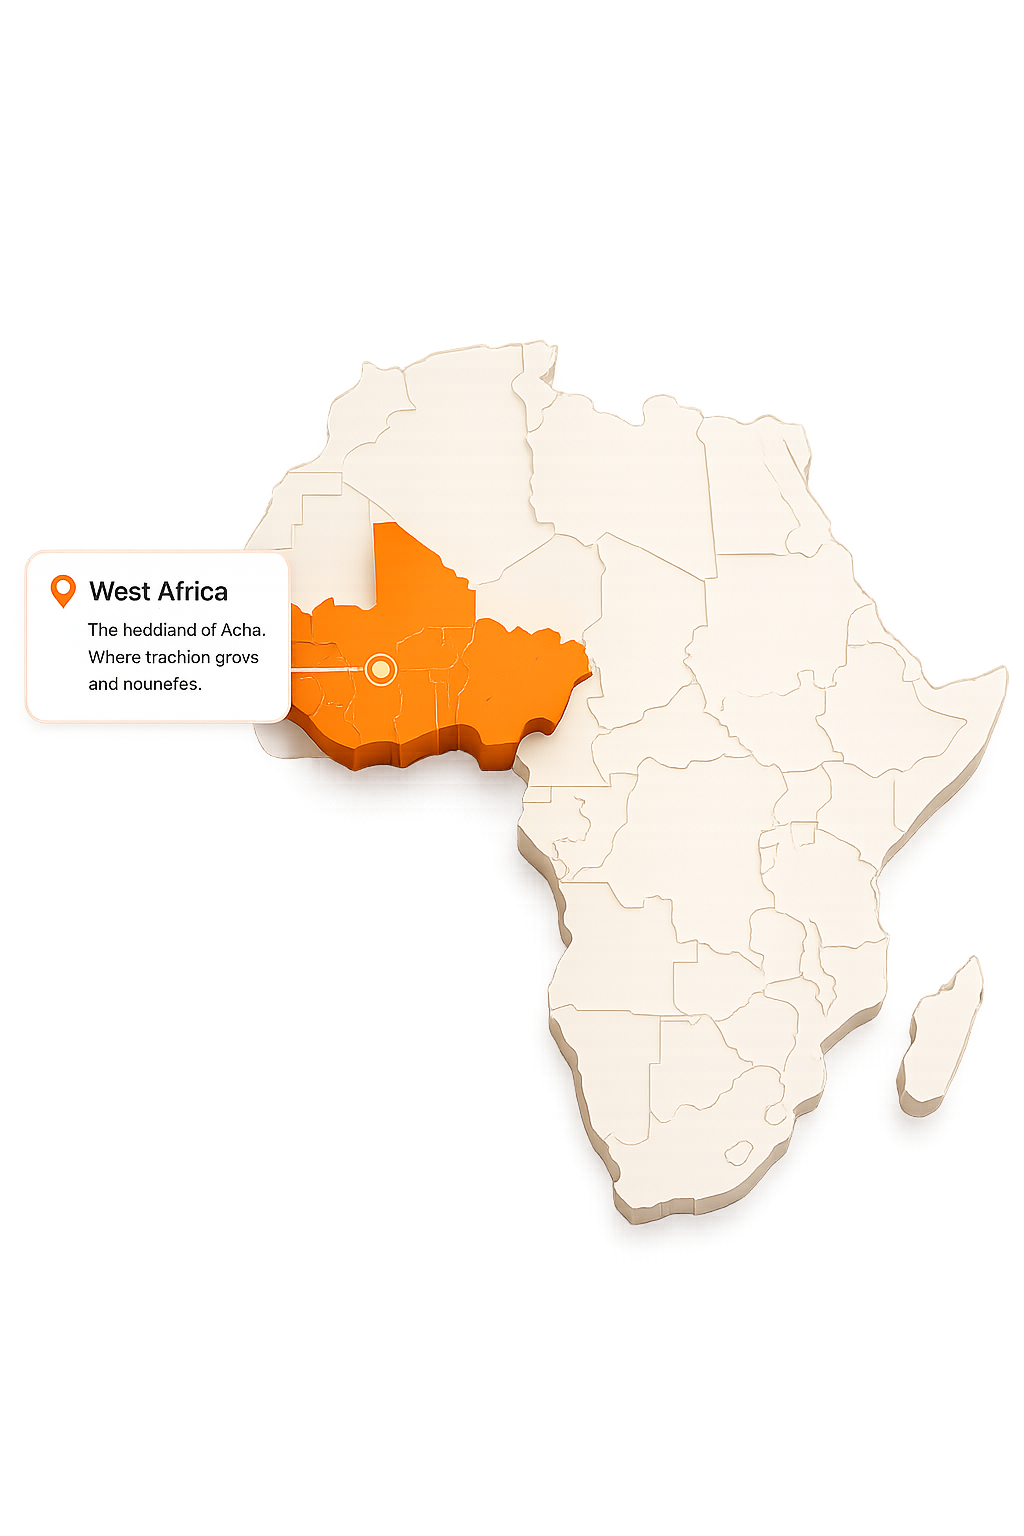 West Africa
The heddiand of Acha.
Where trachion grovs
and nounefes.